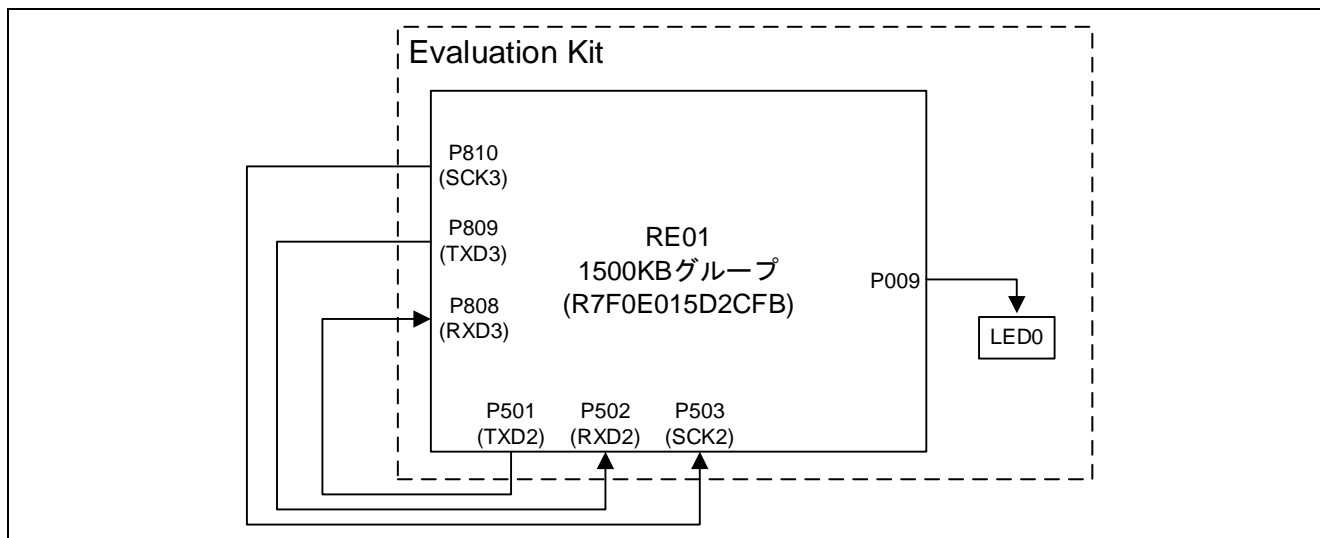 Evaluation Kit
P810
(SCK3)
P809
(TXD3)
P808
(RXD3)
RE01
1500KBグループ
(R7F0E015D2CFB)
P009
LED0
P501
(TXD2)
P502
(RXD2)
P503
(SCK2)